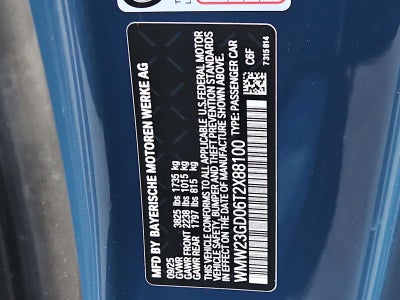 MFD BY BAYERISCHE MOTOREN WERKE AG
09/25
GVWR 3825 lbs 1735 kg
GAWR FRONT 2238 lbs 1015 kg
GAWR REAR 1797 lbs 815 kg
THIS VEHICLE CONFORMS TO ALL APPLICABLE U.S.FEDERAL MOTOR
VEHICLE SAFETY, BUMPER, AND THEFT PREVENTION STANDARDS
IN EFFECT ON THE DATE OF MANUFACTURE SHOWN ABOVE.
WMW23GD06T2X88100 TYPE: PASSENGER CAR
C6F
7315814